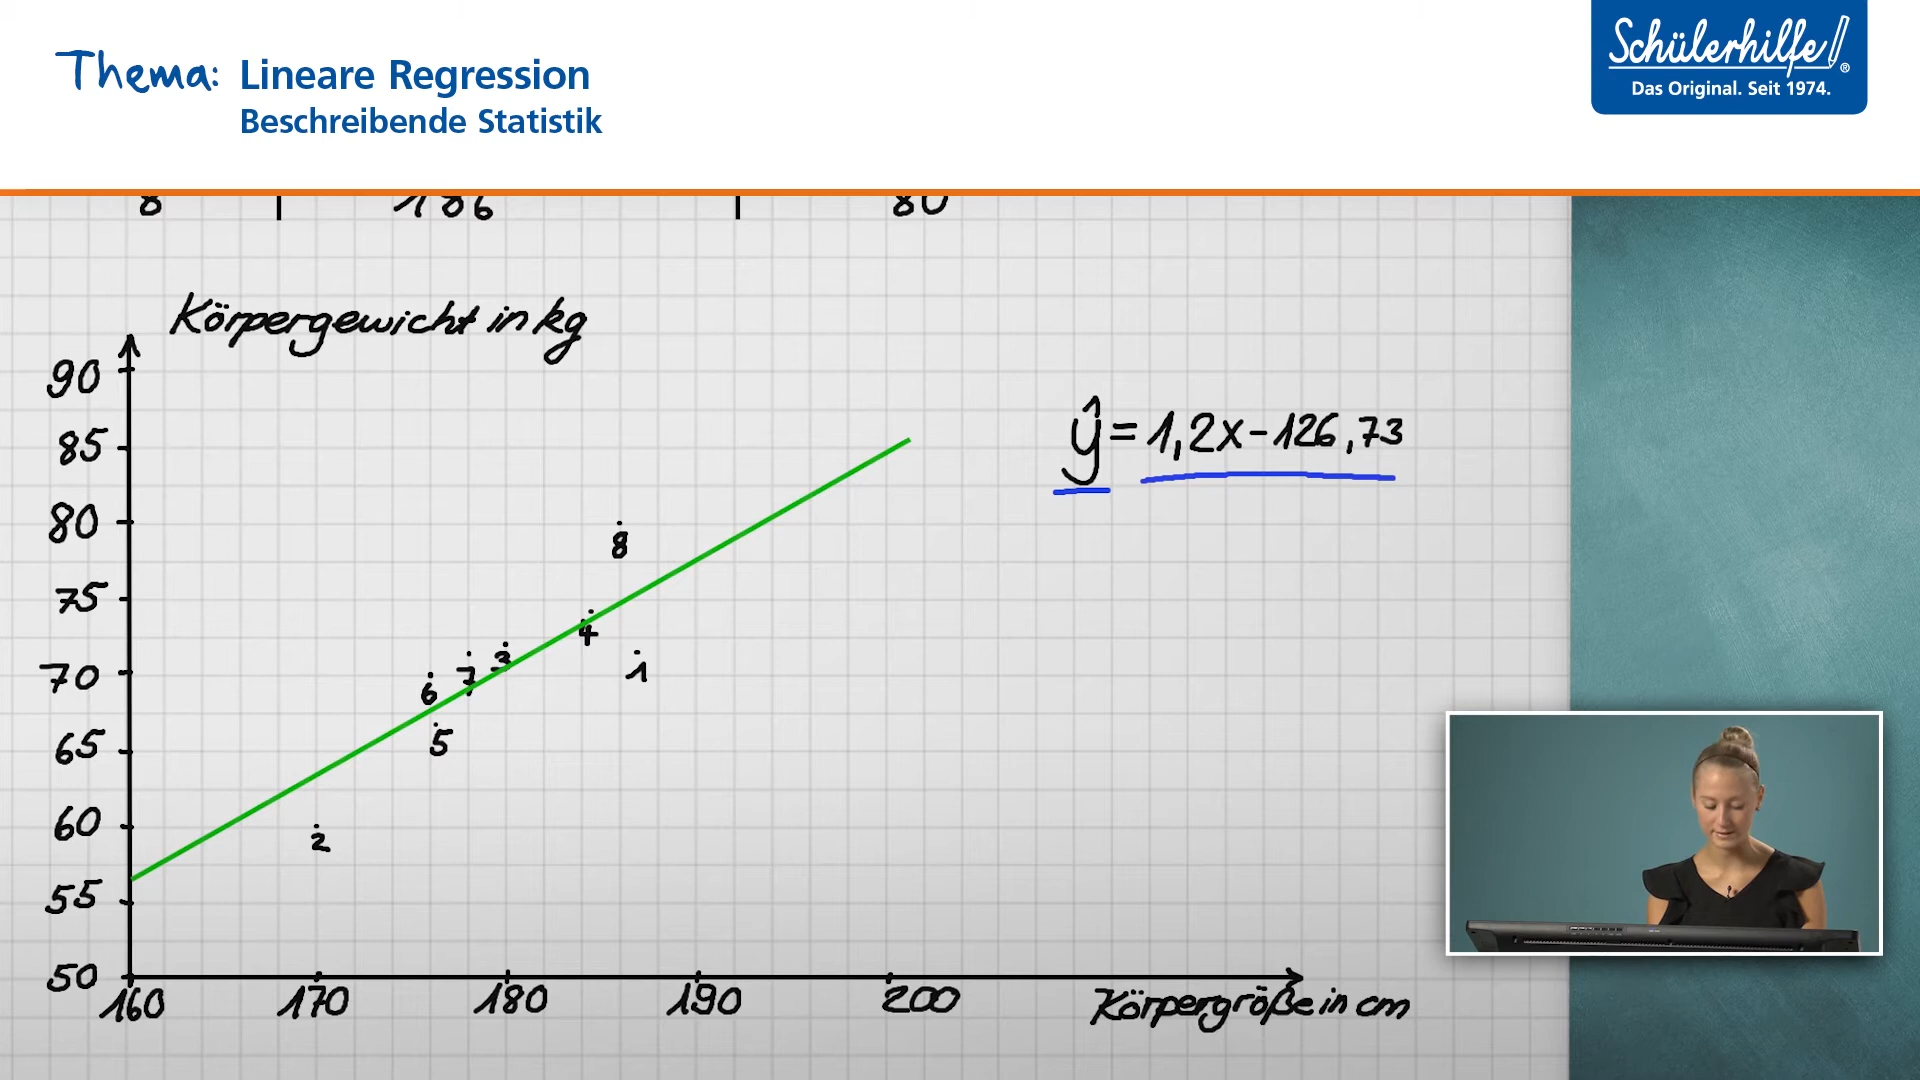 Thema: Lineare Regression
Beschreibende Statistik
Schülerhilfe!®
Das Original. Seit 1974.
8 | 186 | 80
Körpergewicht in kg
90
85
80
75
70
65
60
55
50
ŷ = 1,2x - 126,73
8
4
1
3
7
6
5
2
160 170 180 190 200 Körpergröße in cm